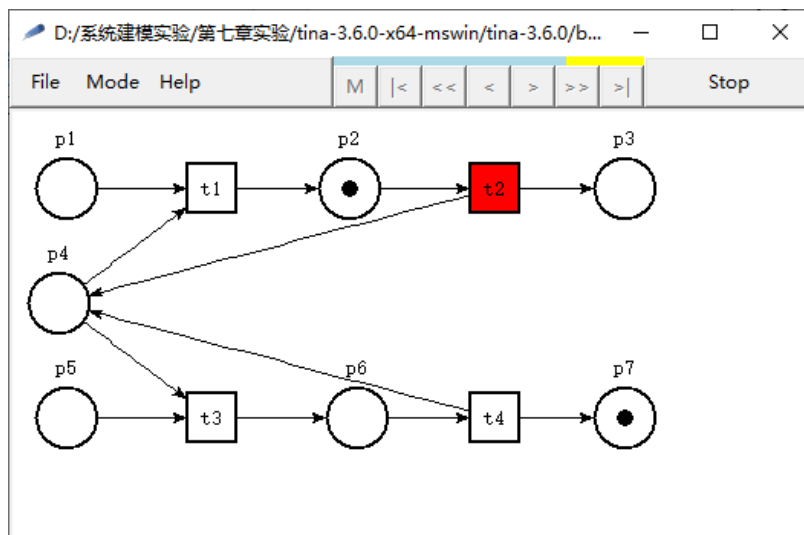 D:/系统建模实验/第七章实验/tina-3.6.0-x64-mswin/tina-3.6.0/b...
File Mode Help M |< << < > >> >| Stop
p1 p2 p3
t1 t2
p4
p5 p6 p7
t3 t4